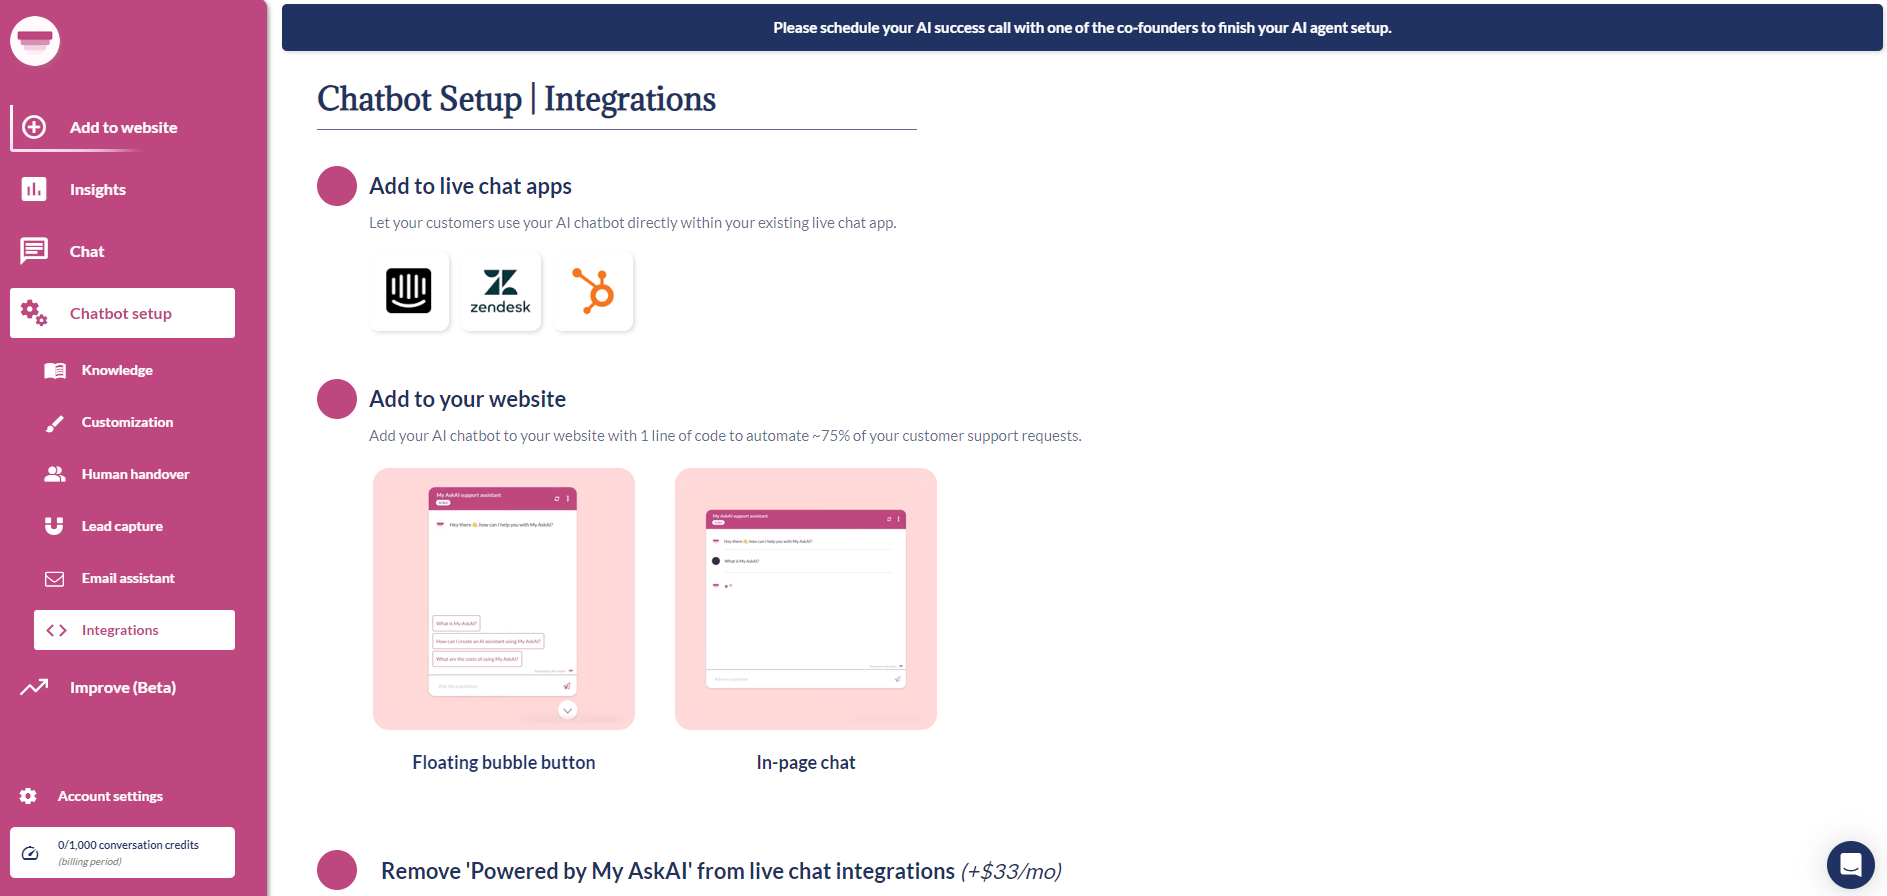 Please schedule your AI success call with one of the co-founders to finish your AI agent setup.
Add to website
Insights
Chat
Chatbot setup
Knowledge
Customization
Human handover
Lead capture
Email assistant
Integrations
Improve (Beta)
Account settings
0/1,000 conversation credits
(billing period)
Chatbot Setup | Integrations
Add to live chat apps
Let your customers use your AI chatbot directly within your existing live chat app.
zendesk
Add to your website
Add your AI chatbot to your website with 1 line of code to automate ~75% of your customer support requests.
My AskAI support assistant
Hey there 👋, how can I help you with My AskAI?
What is My AskAI?
How can I create an AI assistant using My AskAI?
What are the costs of using My AskAI?
Ask me a question
Floating bubble button
My AskAI support assistant
Hey there 👋, how can I help you with My AskAI?
What is My AskAI?
Ask me a question
In-page chat
Remove 'Powered by My AskAI' from live chat integrations (+$33/mo)